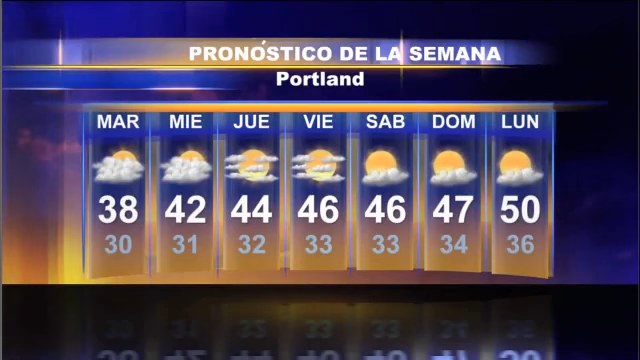 PRONÓSTICO DE LA SEMANA
Portland
MAR MIE JUE VIE SAB DOM LUN
38 42 44 46 46 47 50
30 31 32 33 33 34 36